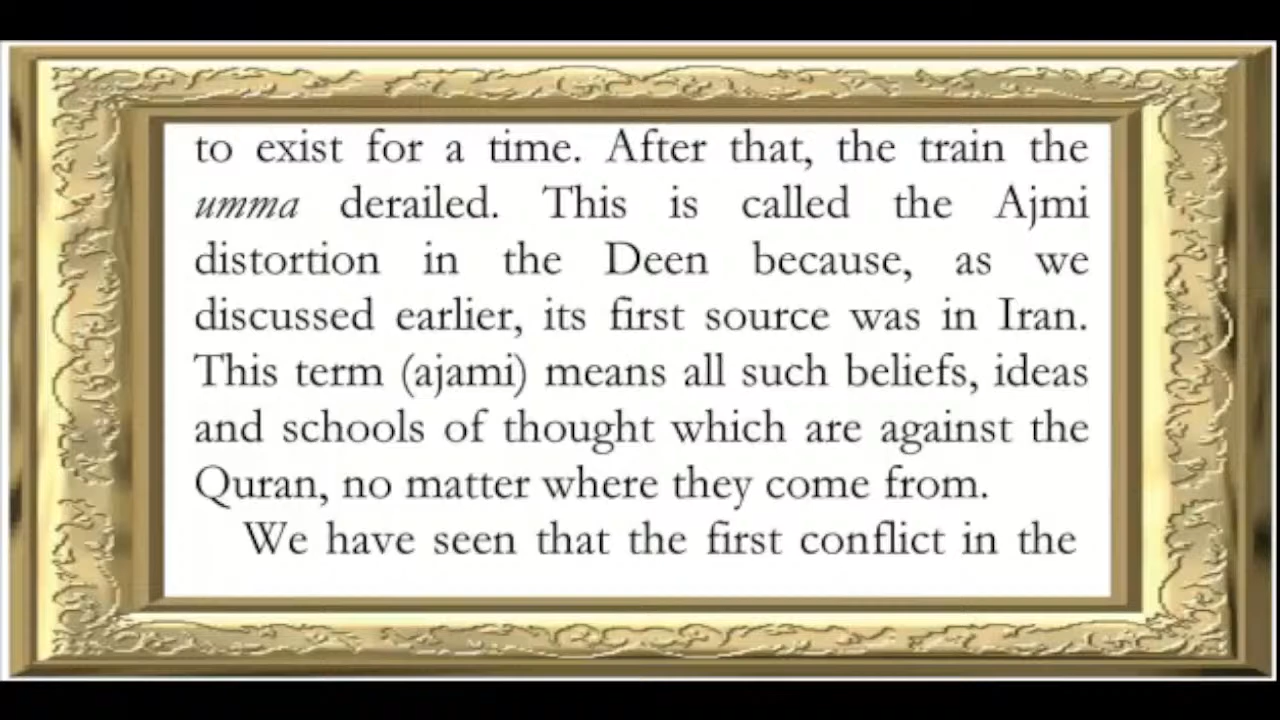 to exist for a time. After that, the train the
umma derailed. This is called the Ajmi
distortion in the Deen because, as we
discussed earlier, its first source was in Iran.
This term (ajami) means all such beliefs, ideas
and schools of thought which are against the
Quran, no matter where they come from.
We have seen that the first conflict in the